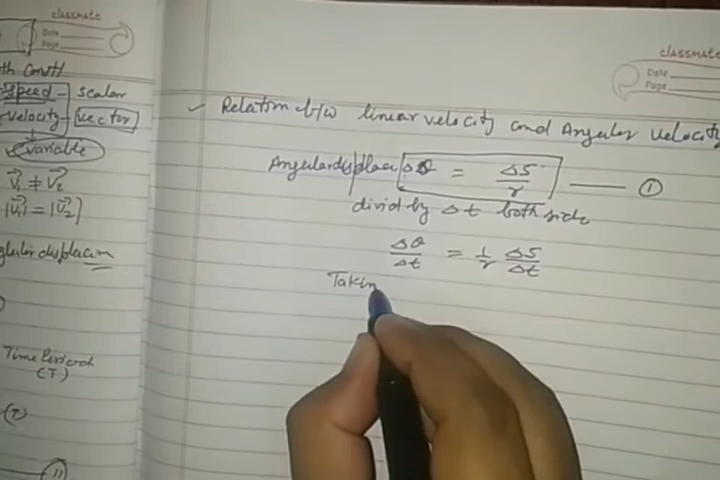 classmate
Date
Page
speed - scalar
velocity - vector
variable
V₁ ≠ V₂
|V₁| = |V₂|
Time Period
(T)
(T)
(11)
classmate
Date
Page
Relation b/w linear velocity and Angular velocity
Angular displac Δθ = ΔS/r ——— ①
divid by Δt both side
Δθ/Δt = 1/r ΔS/Δt
Takin